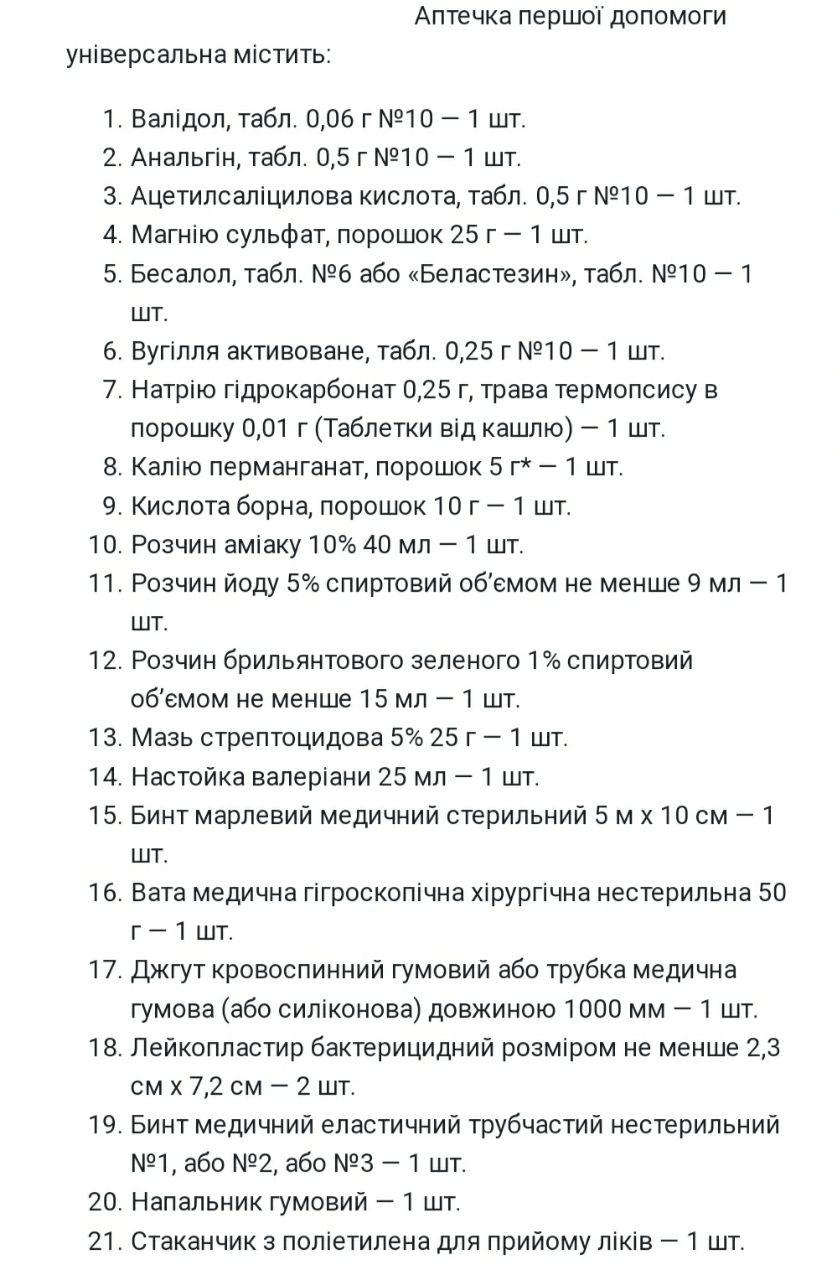 Аптечка першої допомоги
універсальна містить:
1. Валідол, табл. 0,06 г №10 — 1 шт.
2. Анальгін, табл. 0,5 г №10 — 1 шт.
3. Ацетилсаліцилова кислота, табл. 0,5 г №10 — 1 шт.
4. Магнію сульфат, порошок 25 г — 1 шт.
5. Бесалол, табл. №6 або «Беластезин», табл. №10 — 1
шт.
6. Вугілля активоване, табл. 0,25 г №10 — 1 шт.
7. Натрію гідрокарбонат 0,25 г, трава термопсису в
порошку 0,01 г (Таблетки від кашлю) — 1 шт.
8. Калію перманганат, порошок 5 г* — 1 шт.
9. Кислота борна, порошок 10 г — 1 шт.
10. Розчин аміаку 10% 40 мл — 1 шт.
11. Розчин йоду 5% спиртовий об’ємом не менше 9 мл — 1
шт.
12. Розчин брильянтового зеленого 1% спиртовий
об’ємом не менше 15 мл — 1 шт.
13. Мазь стрептоцидова 5% 25 г — 1 шт.
14. Настойка валеріани 25 мл — 1 шт.
15. Бинт марлевий медичний стерильний 5 м х 10 см — 1
шт.
16. Вата медична гігроскопічна хірургічна нестерильна 50
г — 1 шт.
17. Джгут кровоспинний гумовий або трубка медична
гумова (або силіконова) довжиною 1000 мм — 1 шт.
18. Лейкопластир бактерицидний розміром не менше 2,3
см х 7,2 см — 2 шт.
19. Бинт медичний еластичний трубчастий нестерильний
№1, або №2, або №3 — 1 шт.
20. Напальник гумовий — 1 шт.
21. Стаканчик з поліетилена для прийому ліків — 1 шт.